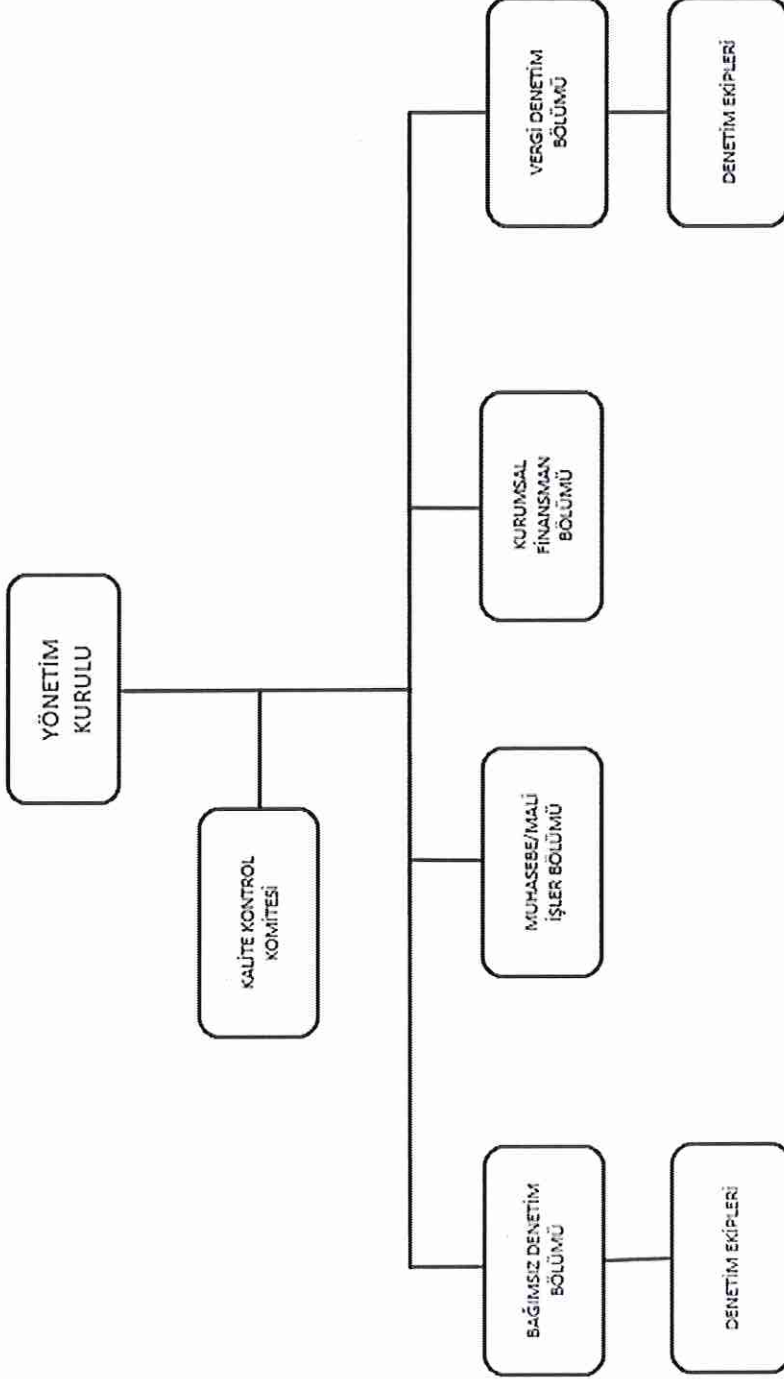 YÖNETİM
KURULU
KALİTE KONTROL
KOMİTESİ
BAĞIMSIZ DENETİM
BÖLÜMÜ
MUHASEBE/MALİ
İŞLER BÖLÜMÜ
KURUMSAL
FİNANSMAN
BÖLÜMÜ
VERGİ DENETİM
BÖLÜMÜ
DENETİM EKİPLERİ
DENETİM EKİPLERİ